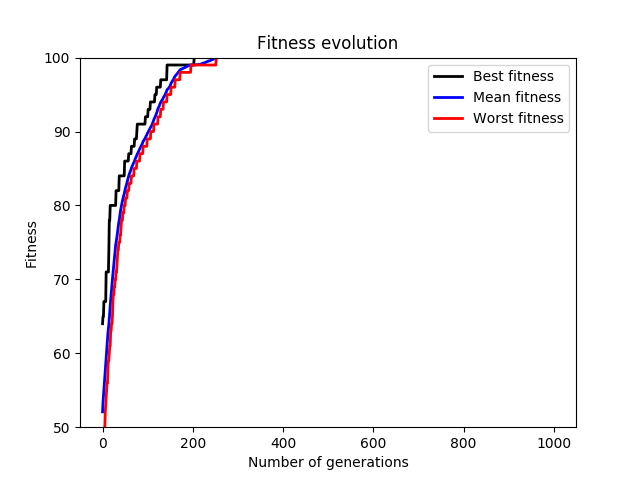 Fitness evolution
Best fitness
Mean fitness
Worst fitness
100
90
80
70
60
50
Fitness
0 200 400 600 800 1000
Number of generations